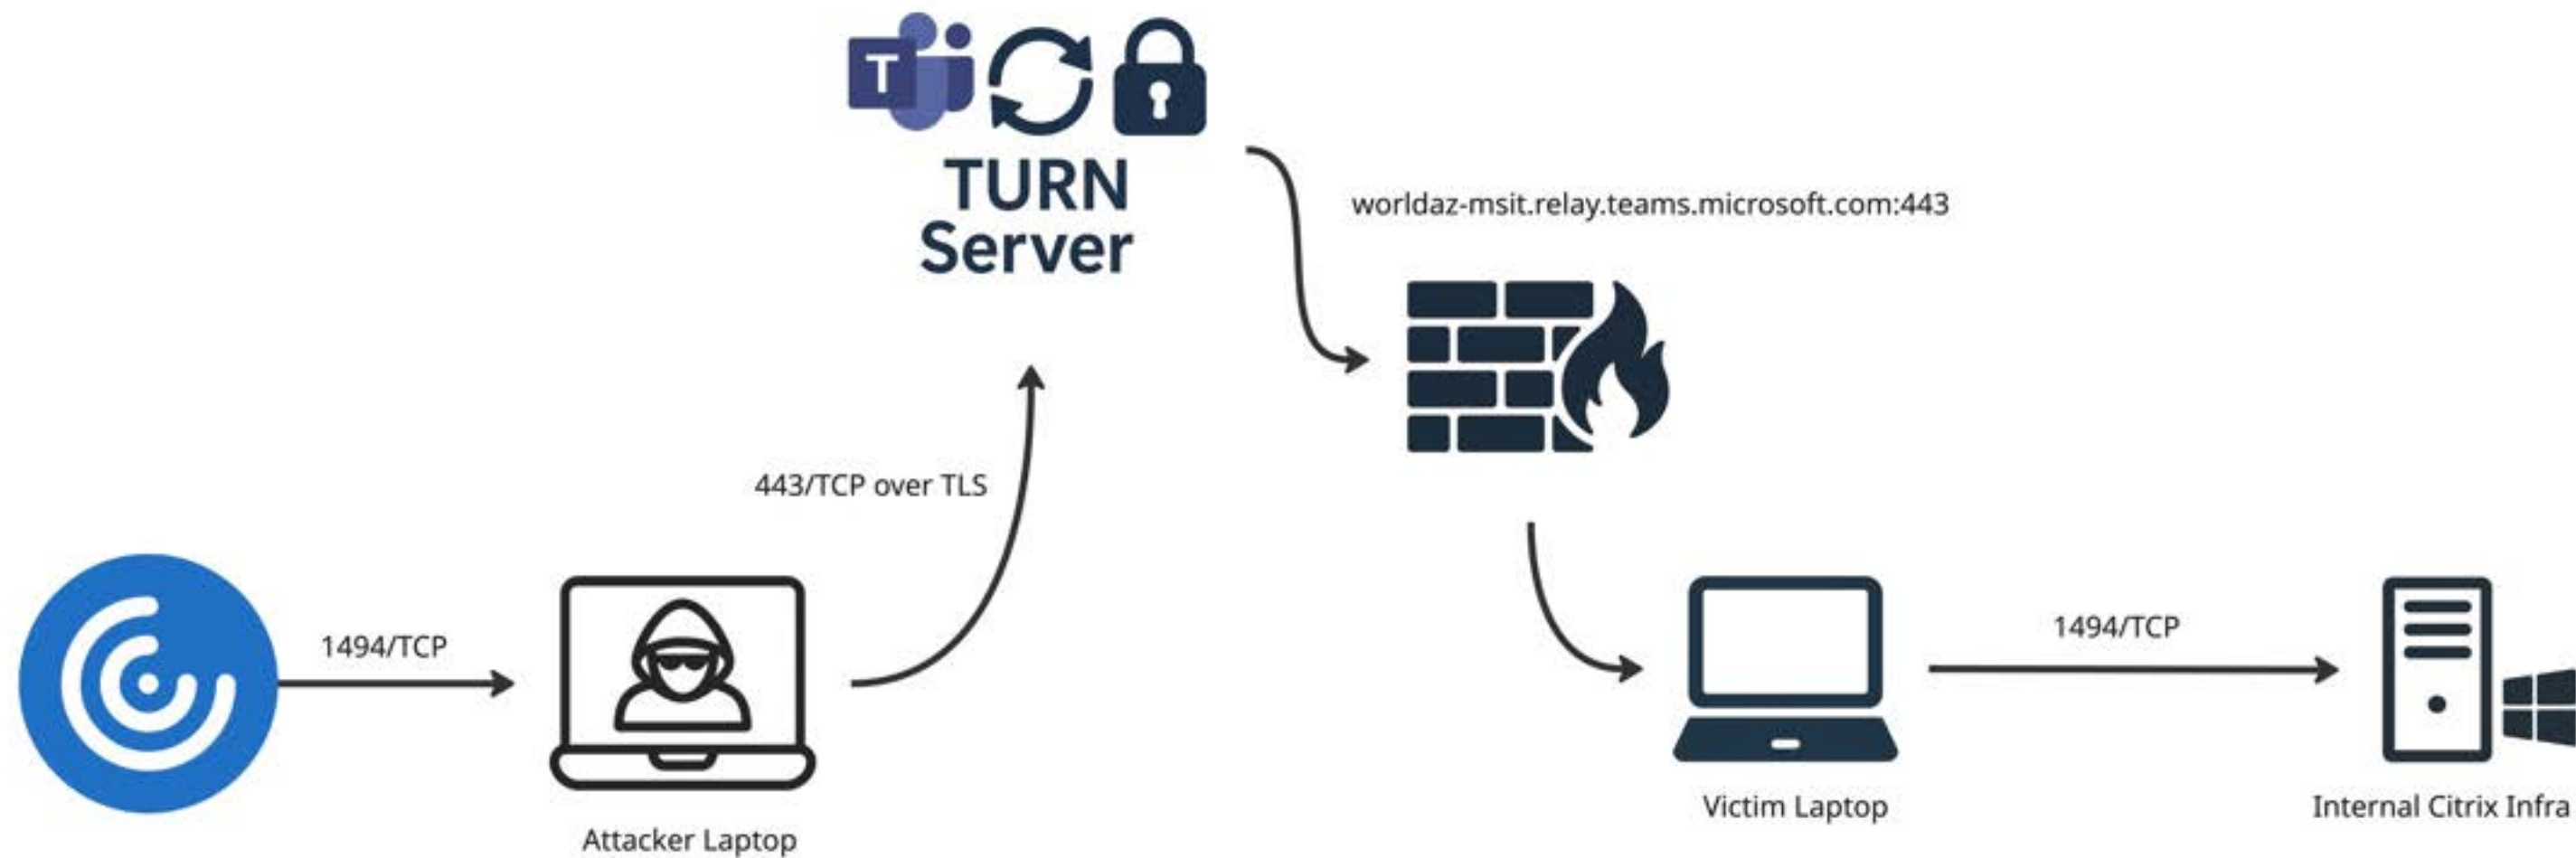 T
TURN
Server
worldaz-msit.relay.teams.microsoft.com:443
443/TCP over TLS
1494/TCP
1494/TCP
Attacker Laptop
Victim Laptop
Internal Citrix Infra